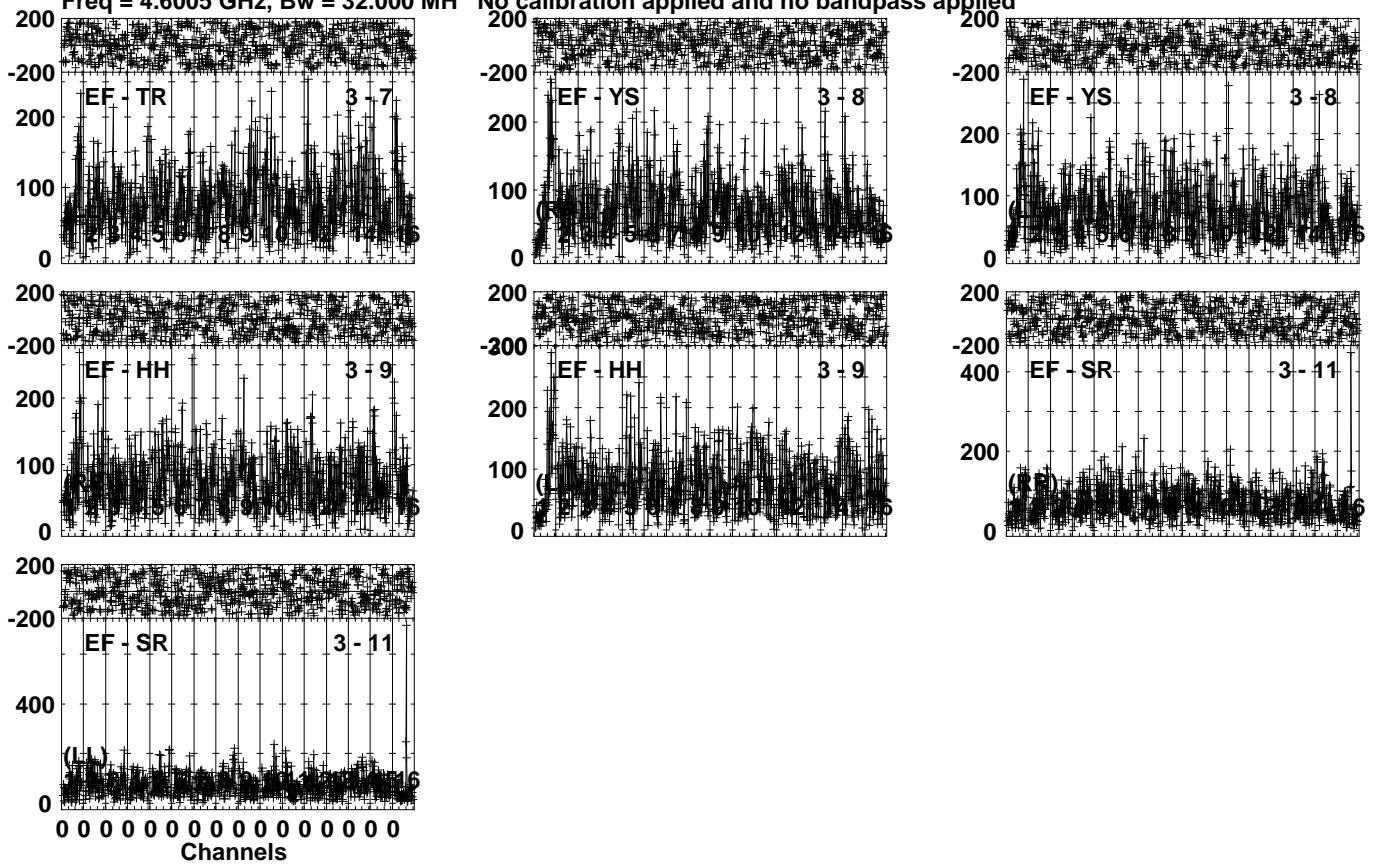 Freq = 4.6005 GHz, Bw = 32.000 MH No calibration applied and no bandpass applied
200 200 200
-200 -200 -200
EF - TR 3 - 7 EF - YS 3 - 8 EF - YS 3 - 8
200 200 200
100 100 100
0 0 0
200 200 200
-200 -200 -200
EF - HH 3 - 9 EF - HH 3 - 9 EF - SR 3 - 11
200 200 400
100 100 200
(RR)
0 0 0
200
-200
EF - SR 3 - 11
400
(LL)
0
0 0 0 0 0 0 0 0 0 0 0 0 0 0 0 0
Channels